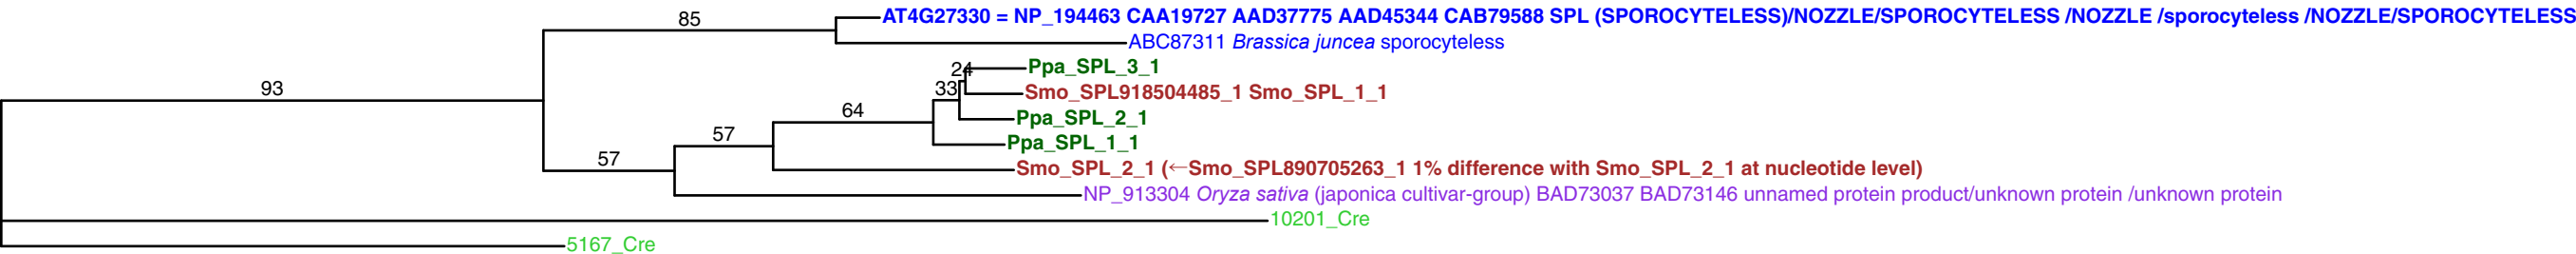 85
AT4G27330 = NP_194463 CAA19727 AAD37775 AAD45344 CAB79588 SPL (SPOROCYTELESS)/NOZZLE/SPOROCYTELESS /NOZZLE /sporocyteless /NOZZLE/SPOROCYTELESS
ABC87311 Brassica juncea sporocyteless
24
Ppa_SPL_3_1
93
33
Smo_SPL918504485_1 Smo_SPL_1_1
64
Ppa_SPL_2_1
57
Ppa_SPL_1_1
57
Smo_SPL_2_1 (←Smo_SPL890705263_1 1% difference with Smo_SPL_2_1 at nucleotide level)
NP_913304 Oryza sativa (japonica cultivar-group) BAD73037 BAD73146 unnamed protein product/unknown protein /unknown protein
10201_Cre
5167_Cre